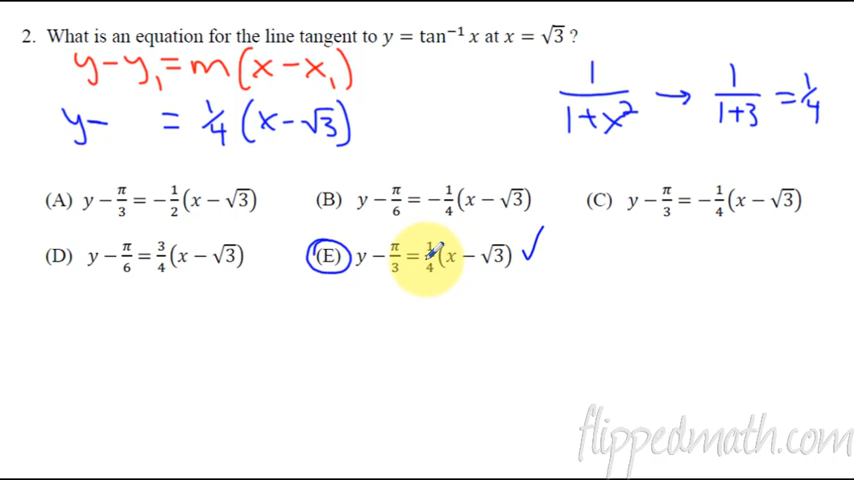 2. What is an equation for the line tangent to y = tan⁻¹ x at x = √3 ?
y - y₁ = m(x - x₁)
y - = 1/4 (x - √3)
1/(1+x²) → 1/(1+3) = 1/4
(A) y − π/3 = −1/2(x − √3) (B) y − π/6 = −1/4(x − √3) (C) y − π/3 = −1/4(x − √3)
(D) y − π/6 = 3/4(x − √3) (E) y − π/3 = 1/4(x − √3) ✓
flippedmath.com